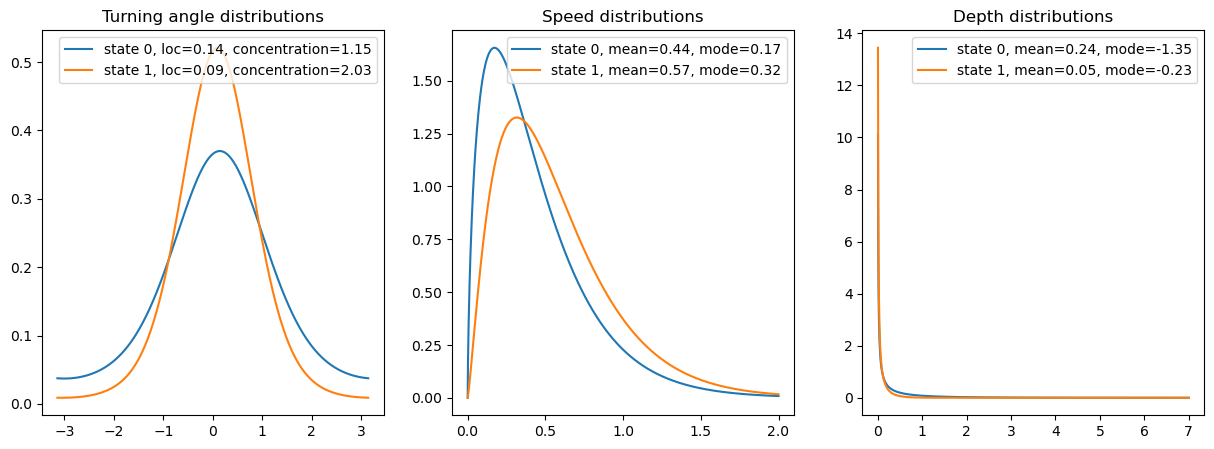 Turning angle distributions
state 0, loc=0.14, concentration=1.15
state 1, loc=0.09, concentration=2.03
0.5
0.4
0.3
0.2
0.1
0.0
−3 −2 −1 0 1 2 3
Speed distributions
state 0, mean=0.44, mode=0.17
state 1, mean=0.57, mode=0.32
1.50
1.25
1.00
0.75
0.50
0.25
0.00
0.0 0.5 1.0 1.5 2.0
Depth distributions
state 0, mean=0.24, mode=-1.35
state 1, mean=0.05, mode=-0.23
14
12
10
8
6
4
2
0
0 1 2 3 4 5 6 7